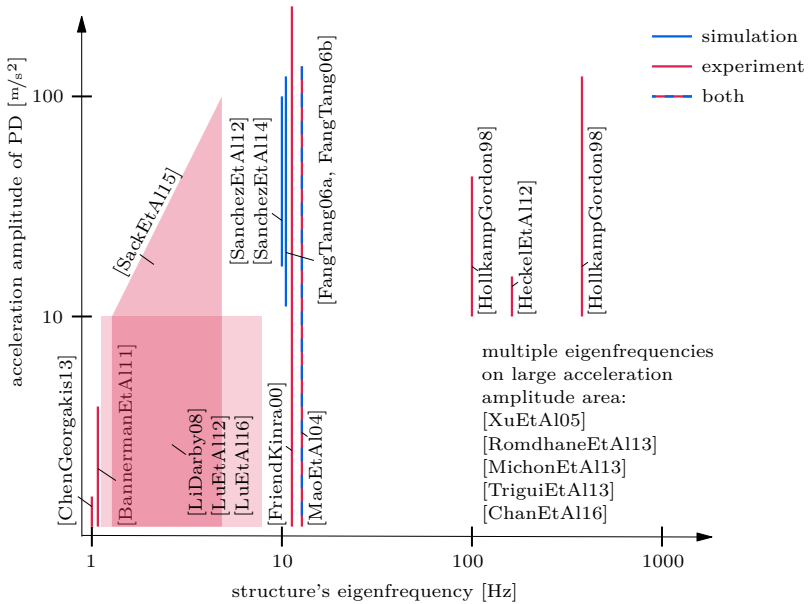 simulation
experiment
both
acceleration amplitude of PD [m/s²]
100
10
[SackEtAl15]
[SanchezEtAl12]
[SanchezEtAl14]
[FangTang06a, FangTang06b]
[HollkampGordon98]
[HeckelEtAl12]
[HollkampGordon98]
[ChenGeorgakis13]
[BannermanEtAl11]
[LiDarby08]
[LuEtAl12]
[LuEtAl16]
[FriendKinra00]
[MaoEtAl04]
multiple eigenfrequencies
on large acceleration
amplitude area:
[XuEtAl05]
[RomdhaneEtAl13]
[MichonEtAl13]
[TriguiEtAl13]
[ChanEtAl16]
1
10
100
1000
structure's eigenfrequency [Hz]